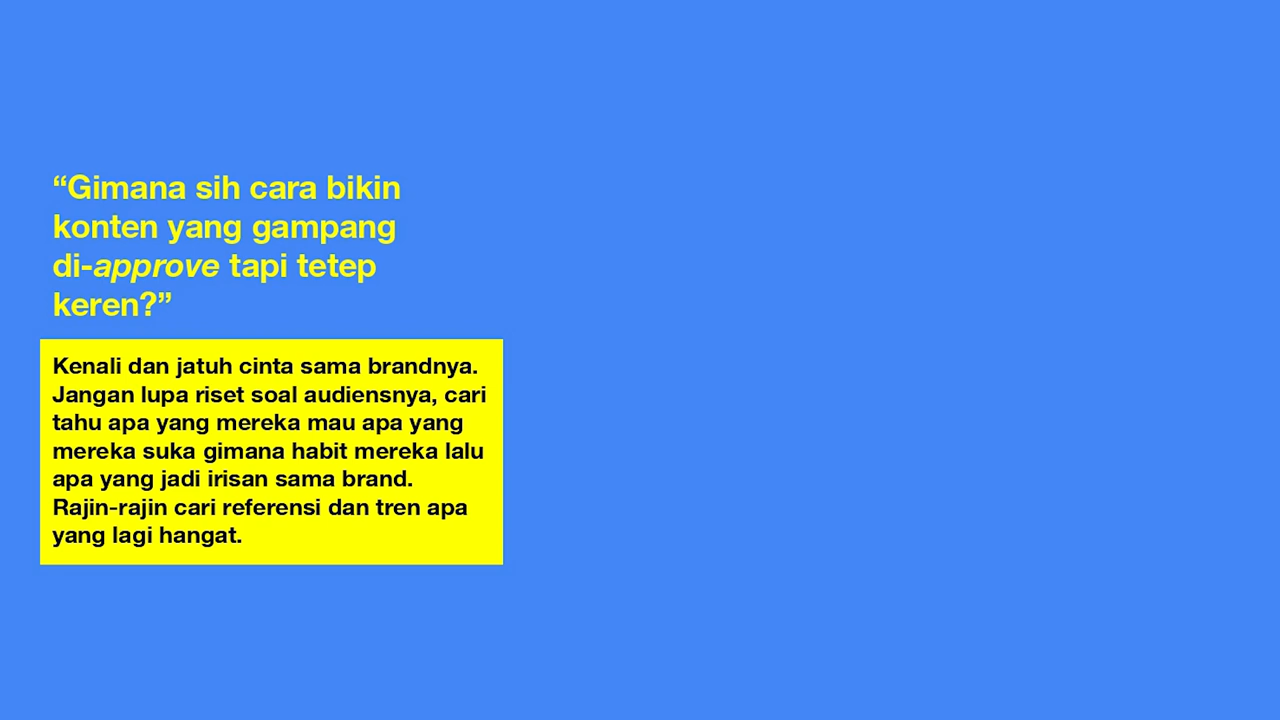 “Gimana sih cara bikin
konten yang gampang
di-approve tapi tetep
keren?”
Kenali dan jatuh cinta sama brandnya.
Jangan lupa riset soal audiensnya, cari
tahu apa yang mereka mau apa yang
mereka suka gimana habit mereka lalu
apa yang jadi irisan sama brand.
Rajin-rajin cari referensi dan tren apa
yang lagi hangat.